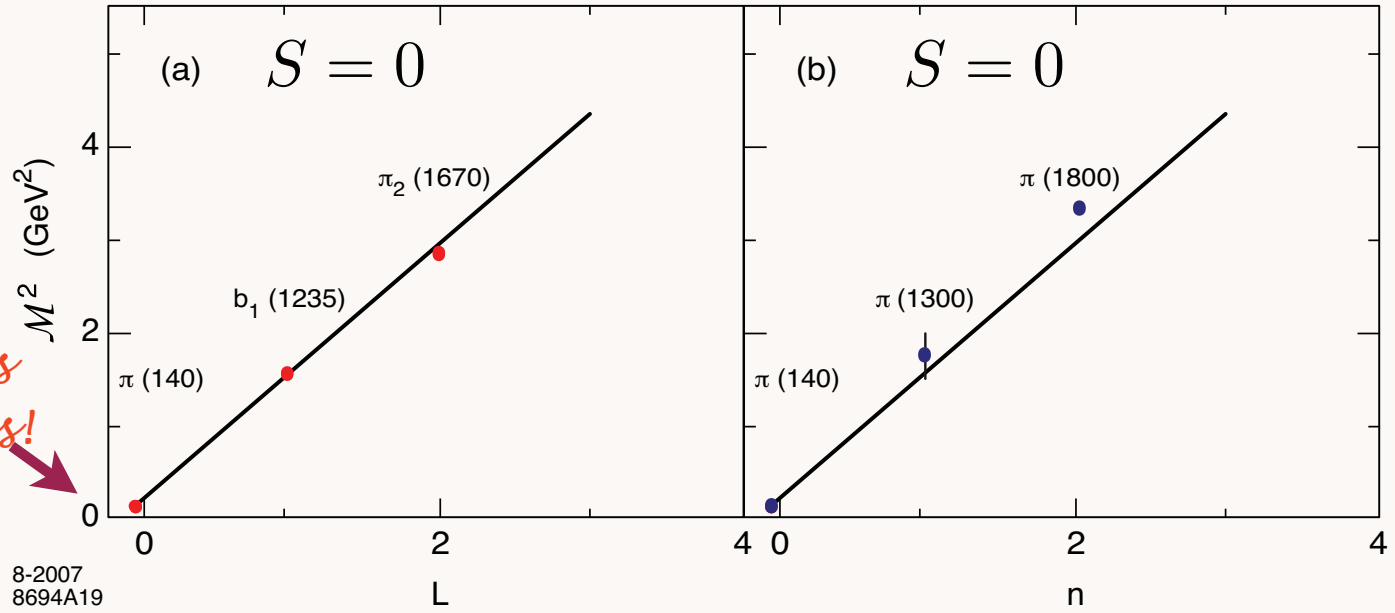 (a) S = 0
(b) S = 0
4
π₂ (1670)
π (1800)
ℳ² (GeV²)
b₁ (1235)
π (1300)
2
π (140)
π (140)
s!
0
0 2 4
0 2 4
L
n
8-2007
8694A19